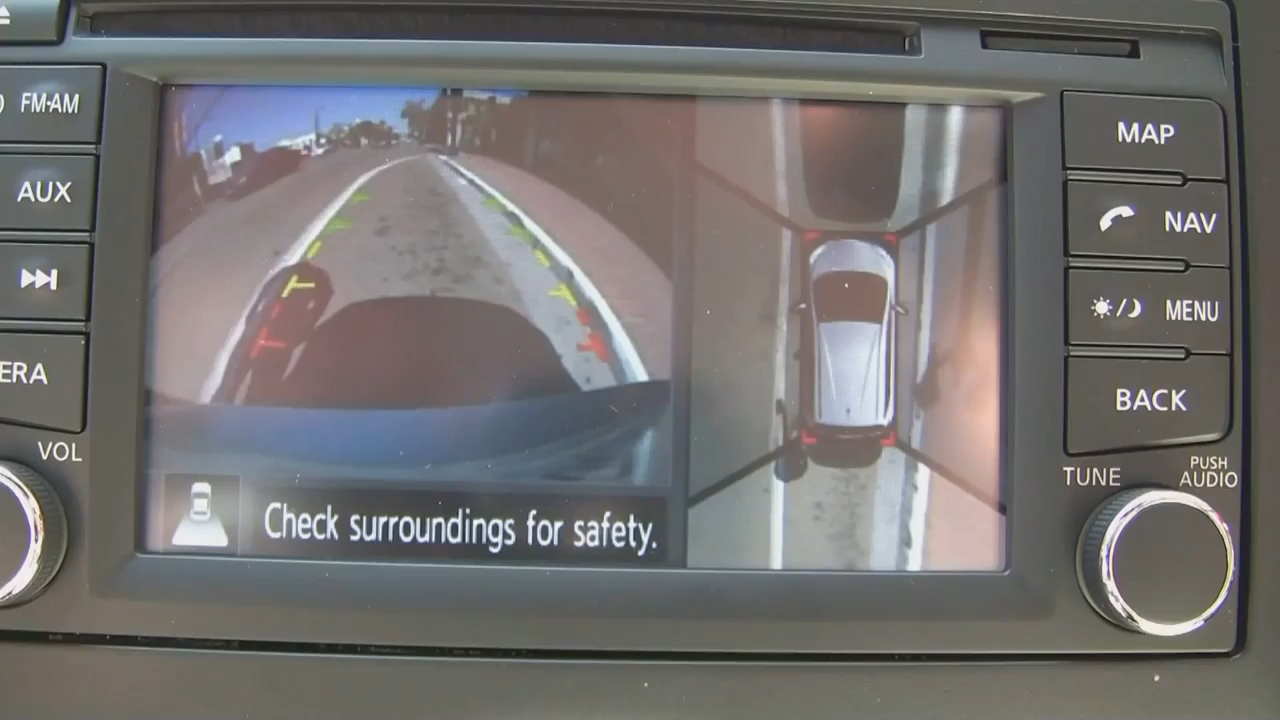 FM·AM
AUX
ERA
VOL
Check surroundings for safety.
MAP
NAV
MENU
BACK
TUNE
PUSH
AUDIO